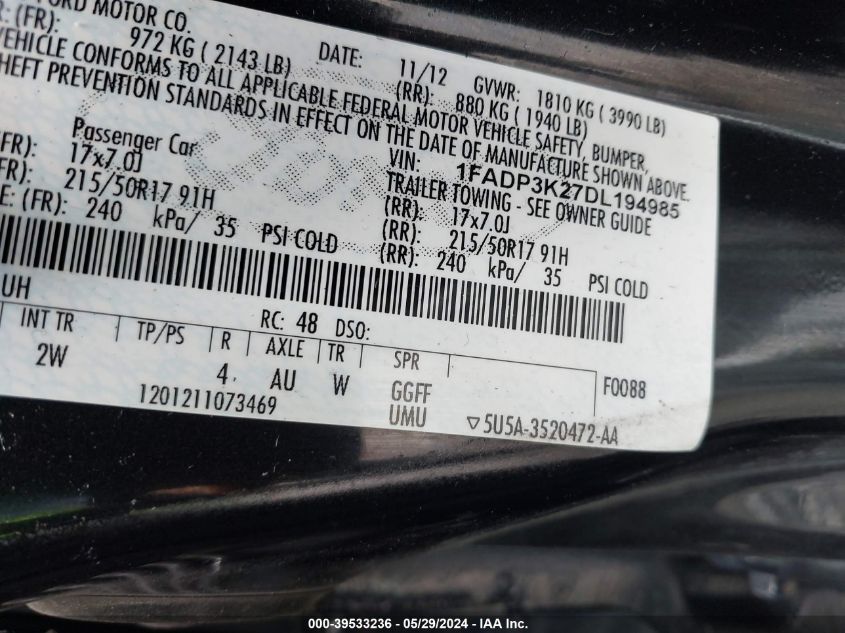 FORD MOTOR CO.
(FR): 972 KG ( 2143 LB) DATE: 11/12 GVWR: 1810 KG ( 3990 LB)
(RR): 880 KG ( 1940 LB)
VEHICLE CONFORMS TO ALL APPLICABLE FEDERAL MOTOR VEHICLE SAFETY, BUMPER,
THEFT PREVENTION STANDARDS IN EFFECT ON THE DATE OF MANUFACTURE SHOWN ABOVE.
VIN: 1FADP3K27DL194985
Passenger Car TRAILER TOWING - SEE OWNER GUIDE
FR): 17x7.0J (RR): 17x7.0J
215/50R17 91H (RR): 215/50R17 91H
E: (FR): 240 kPa/ 35 PSI COLD (RR): 240 kPa/ 35 PSI COLD
UH RC: 48 DSO:
INT TR TP/PS R AXLE TR SPR
2W 4 AU W GGFF F0088
1201211073469 UMU 5U5A-3520472-AA
000-39533236 - 05/29/2024 - IAA Inc.